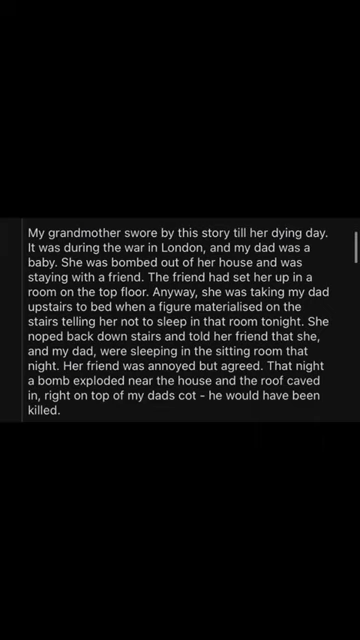 My grandmother swore by this story till her dying day.
It was during the war in London, and my dad was a
baby. She was bombed out of her house and was
staying with a friend. The friend had set her up in a
room on the top floor. Anyway, she was taking my dad
upstairs to bed when a figure materialised on the
stairs telling her not to sleep in that room tonight. She
noped back down stairs and told her friend that she,
and my dad, were sleeping in the sitting room that
night. Her friend was annoyed but agreed. That night
a bomb exploded near the house and the roof caved
in, right on top of my dads cot - he would have been
killed.